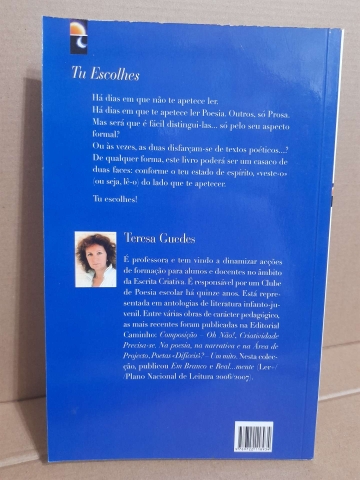 Tu Escolhes
Há dias em que não te apetece ler.
Há dias em que te apetece ler Poesia. Outros, só Prosa.
Mas será que é fácil distingui-las... só pelo seu aspecto
formal?
Ou às vezes, as duas disfarçam-se de textos poéticos...?
De qualquer forma, este livro poderá ser um casaco de
duas faces: conforme o teu estado de espírito, «veste-o»
(ou seja, lê-o) do lado que te apetecer.
Tu escolhes!
Teresa Guedes
É professora e tem vindo a dinamizar acções
de formação para alunos e docentes no âmbito
da Escrita Criativa. É responsável por um Clube
de Poesia escolar há quinze anos. Está repre-
sentada em antologias de literatura infanto-ju-
venil. Entre várias obras de carácter pedagógico,
as mais recentes foram publicadas na Editorial
Caminho: Composição – Oh Não!, Criatividade
Precisa-se. Na poesia, na narrativa e na Área de
Projecto, Poetas «Difíceis»? – Um mito. Nesta colec-
ção, publicou Em Branco e Real...mente (Ler+/
/Plano Nacional de Leitura 2006/2007).